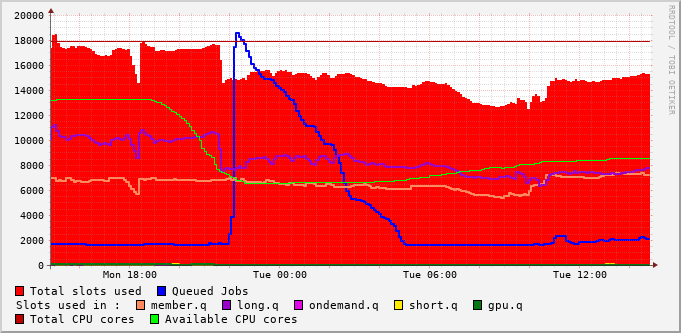 20000
18000
16000
14000
12000
10000
8000
6000
4000
2000
0
Mon 18:00 Tue 00:00 Tue 06:00 Tue 12:00
RRDTOOL / TOBI OETIKER
Total slots used Queued Jobs
Slots used in : member.q long.q ondemand.q short.q gpu.q
Total CPU cores Available CPU cores